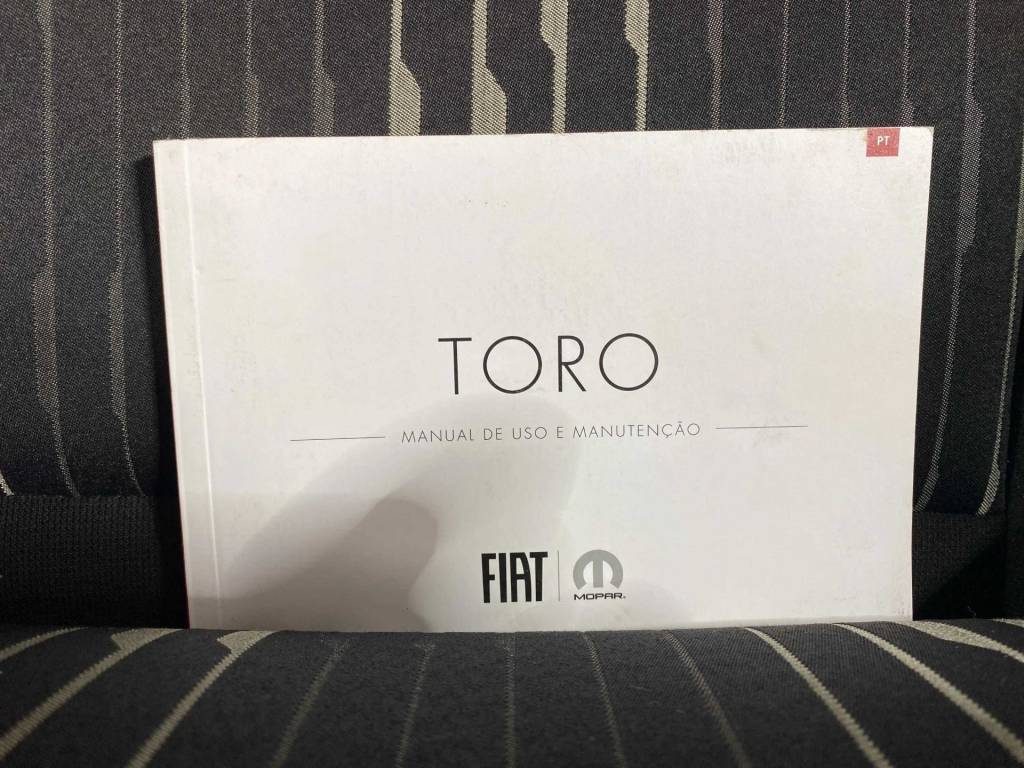 PT
TORO
MANUAL DE USO E MANUTENÇÃO
FIAT
MOPAR®